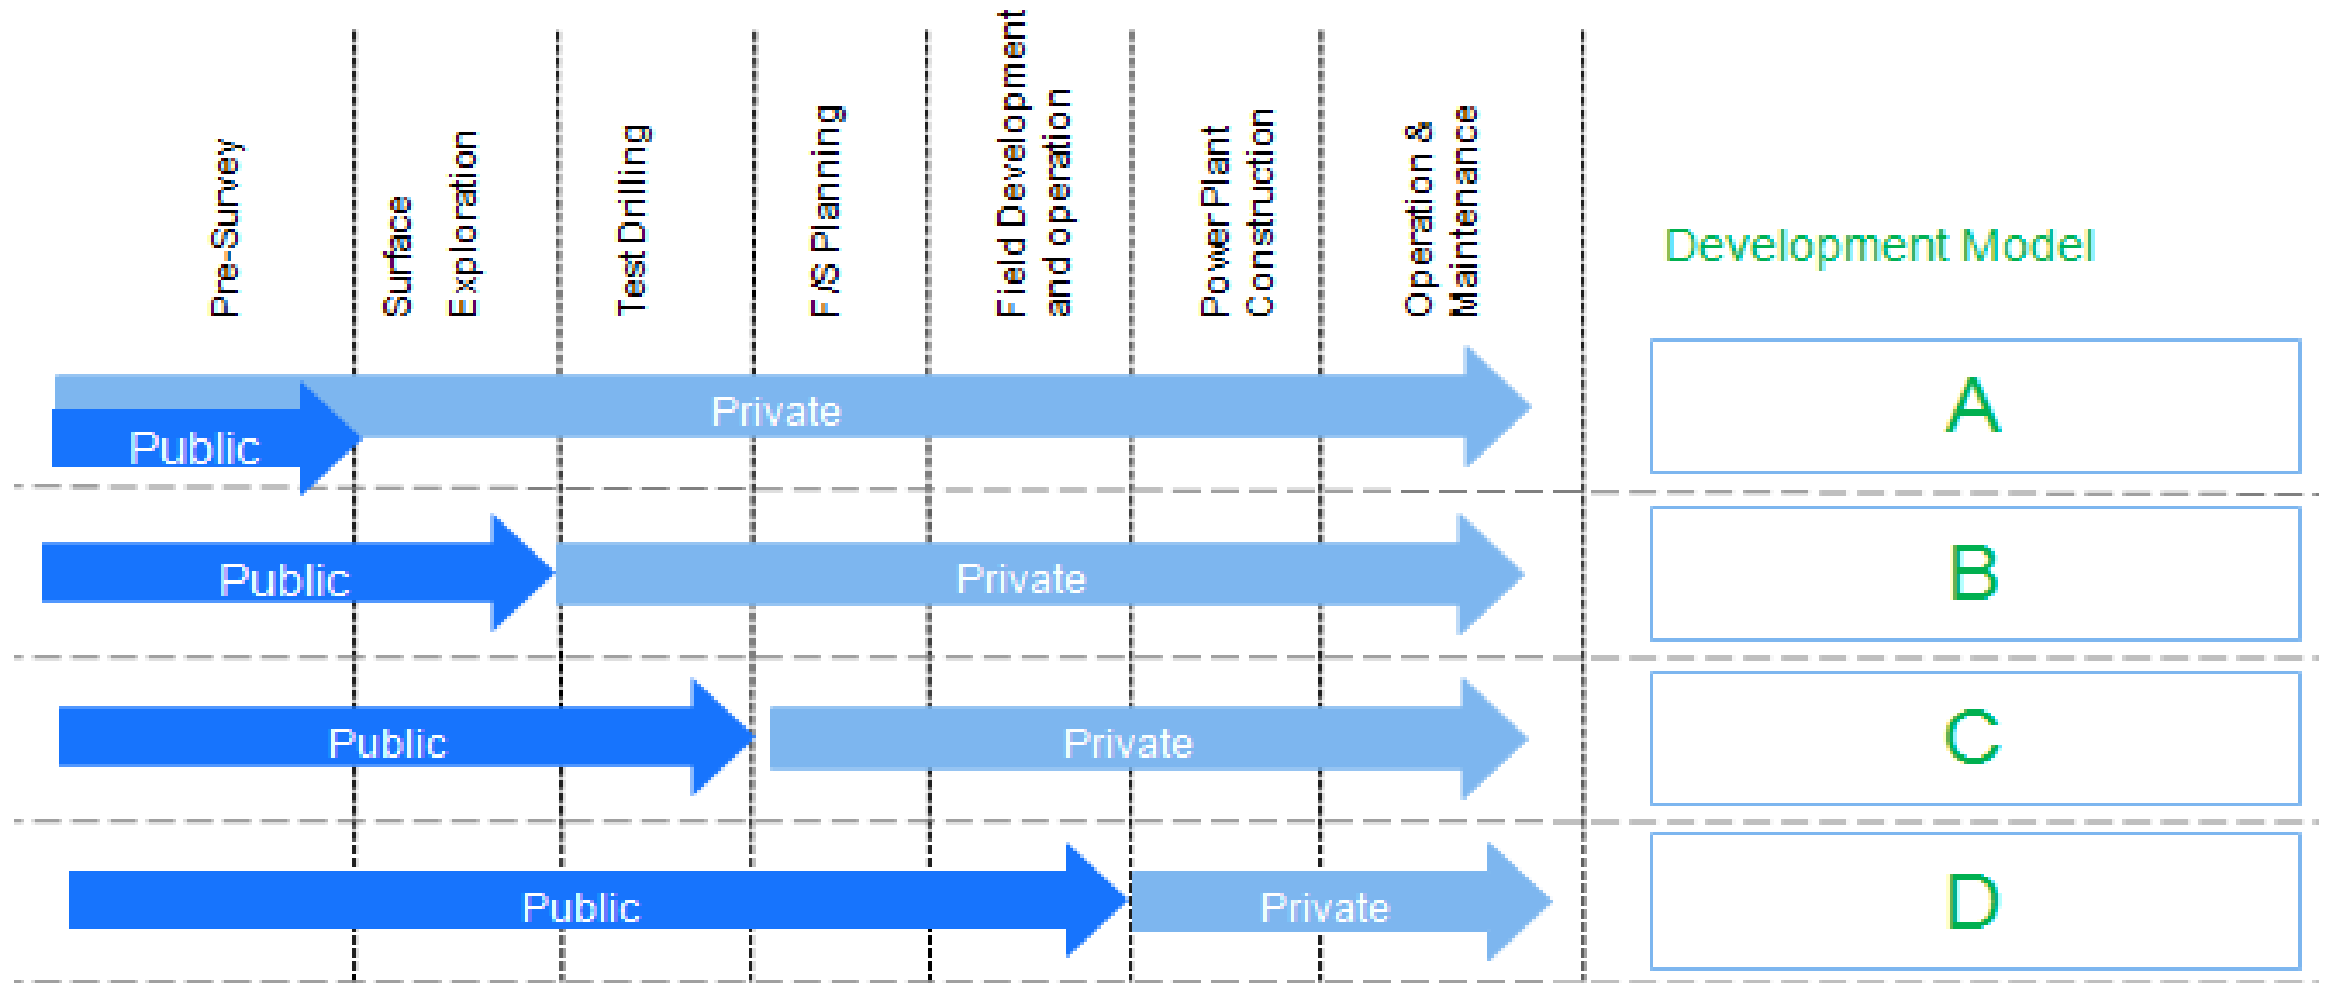 Pre-Survey
Surface
Exploration
Test Drilling
F/S Planning
Field Development
and operation
Power Plant
Construction
Operation &
Maintenance
Development Model
Private
Public
A
Public
Private
B
Public
Private
C
Public
Private
D